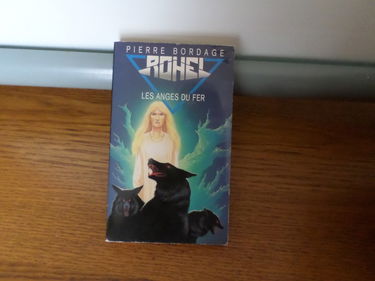 PIERRE BORDAGE
ROHEL
LES ANGES DU FER